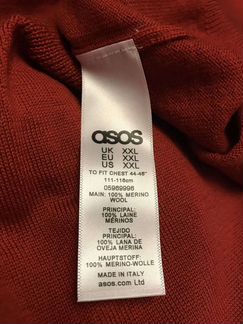 asos
UK XXL
EU XXL
US XXL
TO FIT CHEST 44-46"
111-116cm
05989998
MAIN: 100% MERINO
WOOL
PRINCIPAL:
100% LAINE
MERINOS
TEJIDO
PRINCIPAL:
100% LANA DE
OVEJA MERINA
HAUPTSTOFF:
100% MERINO-WOLLE
MADE IN ITALY
asos.com Ltd